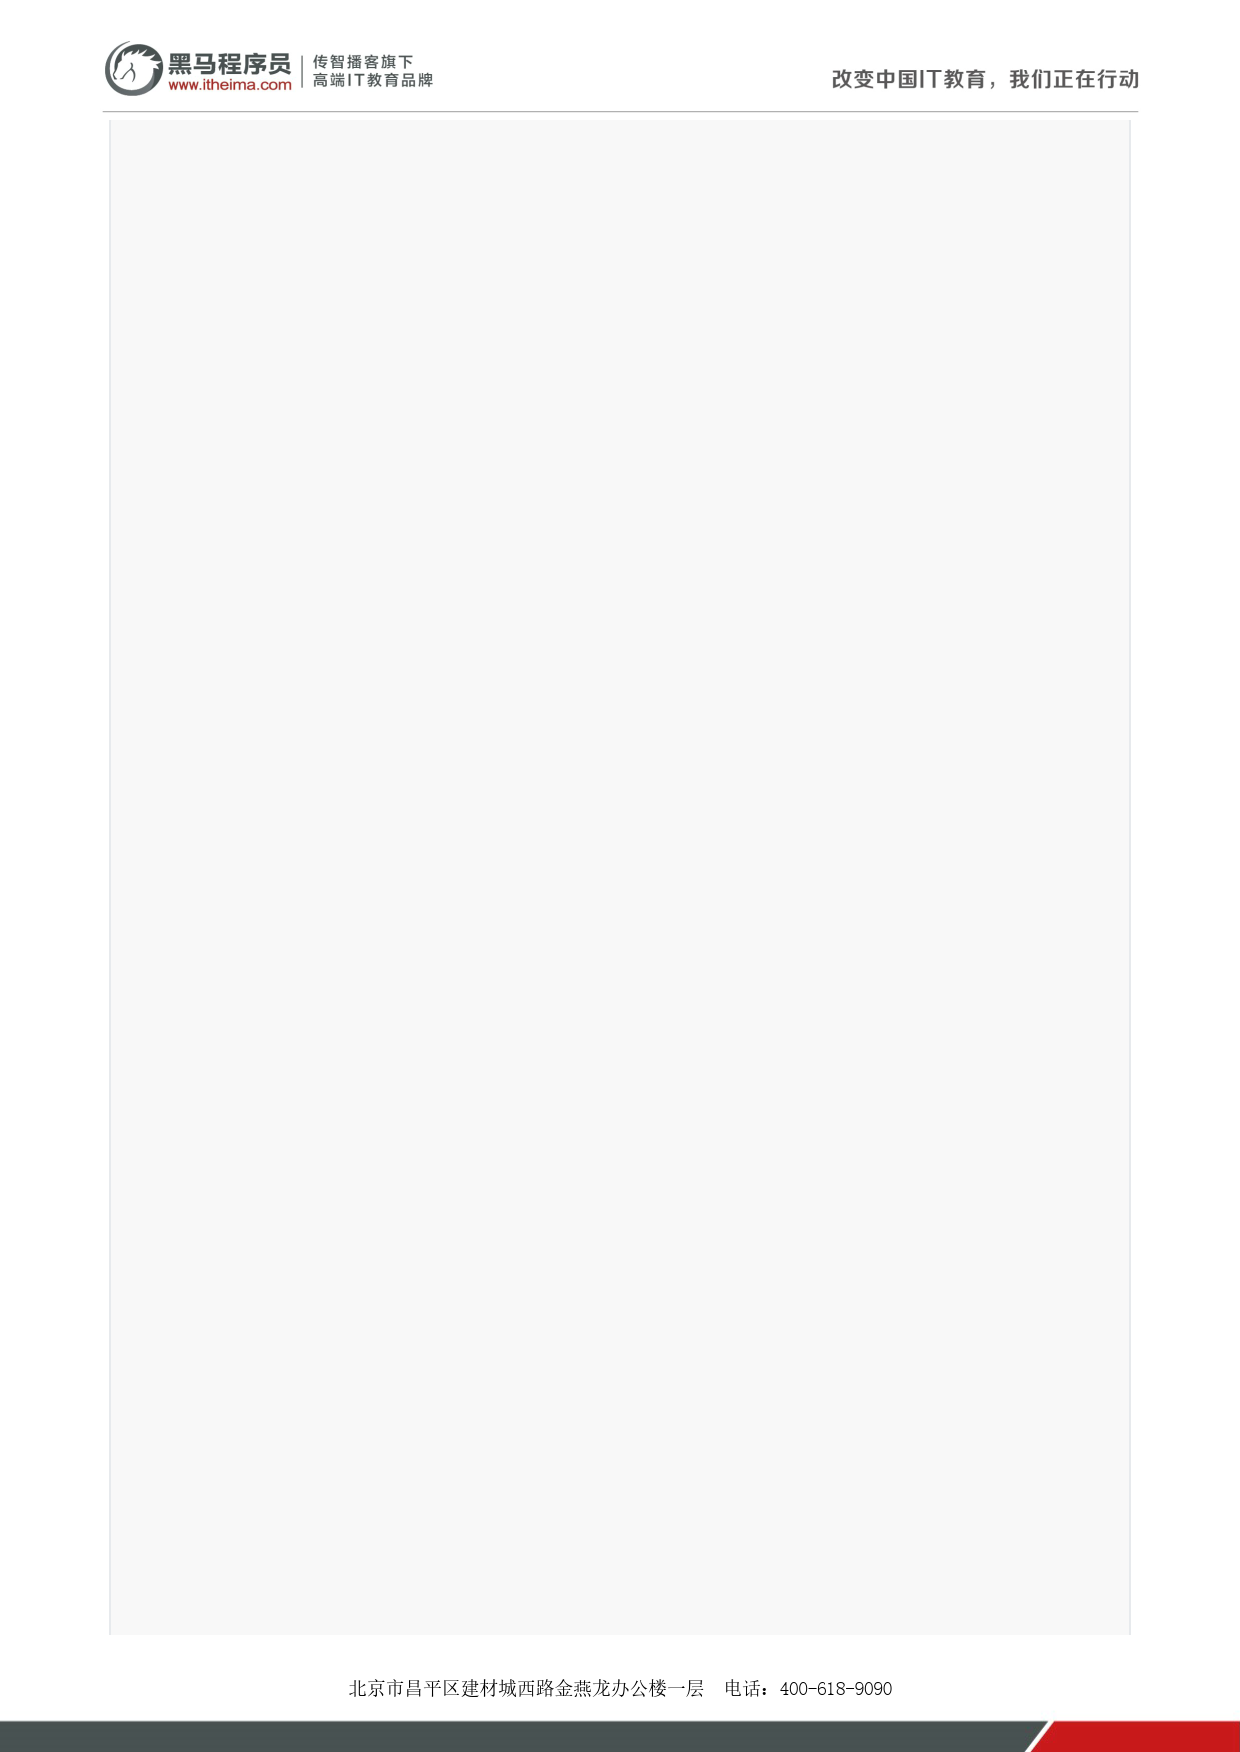 黑马程序员
www.itheima.com
传智播客旗下
高端IT教育品牌
改变中国IT教育，我们正在行动
北京市昌平区建材城西路金燕龙办公楼一层 电话：400-618-9090